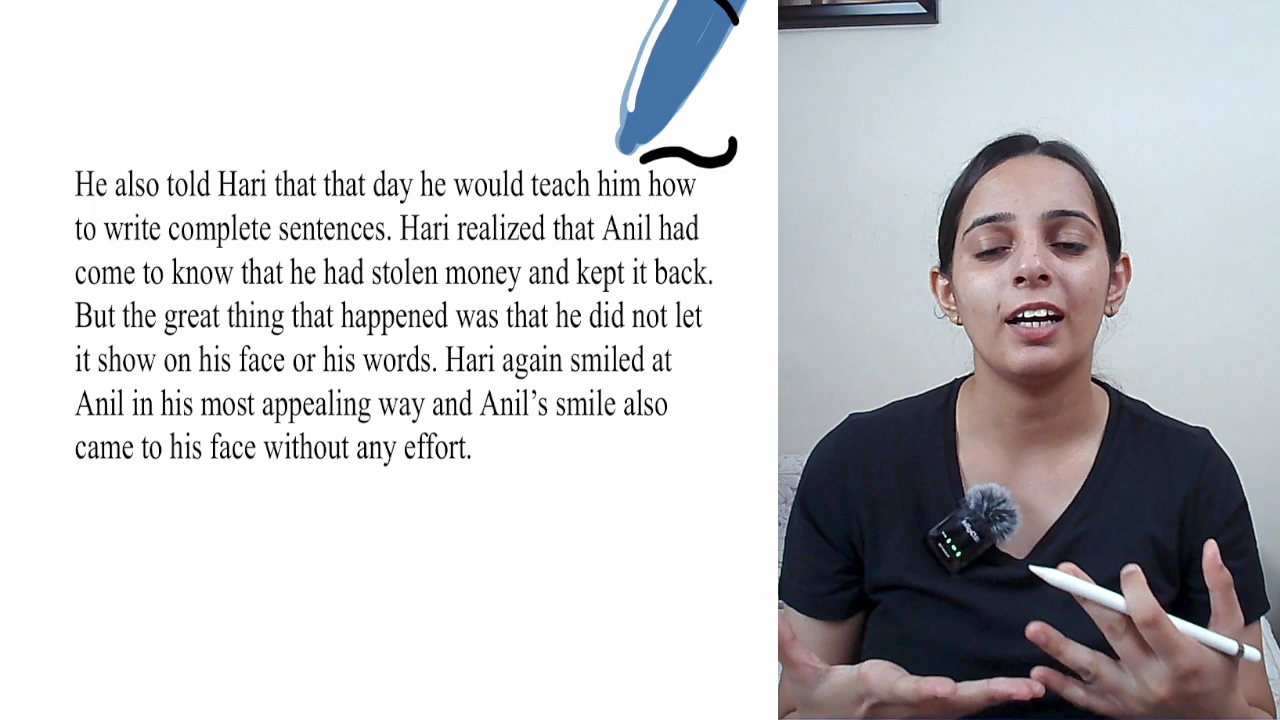 He also told Hari that that day he would teach him how
to write complete sentences. Hari realized that Anil had
come to know that he had stolen money and kept it back.
But the great thing that happened was that he did not let
it show on his face or his words. Hari again smiled at
Anil in his most appealing way and Anil’s smile also
came to his face without any effort.